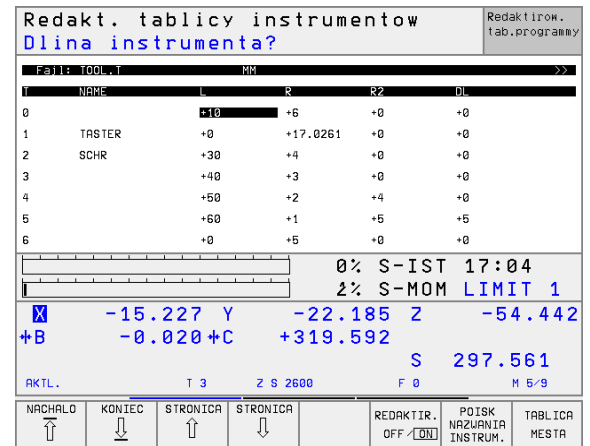 Redakt. tablicy instrumentow
Dlina instrumenta?
Redaktirow.
tab.programmy
Fajl: TOOL.T MM >>
T NAME L R R2 DL
0 +10 +6 +0 +0
1 TASTER +0 +17.0261 +0 +0
2 SCHR +30 +4 +0 +0
3 +40 +3 +0 +0
4 +50 +2 +4 +0
5 +60 +1 +5 +5
6 +0 +5 +0 +0
0% S-IST 17:04
2% S-MOM LIMIT 1
X -15.227 Y -22.185 Z -54.442
B -0.020 C +319.592
S 297.561
AKTL. T 3 Z S 2600 F 0 M 5/9
NACHALO KONIEC STRONICA STRONICA REDAKTIR. OFF/ON POISK NAZWANIA INSTRUM. TABLICA MESTA